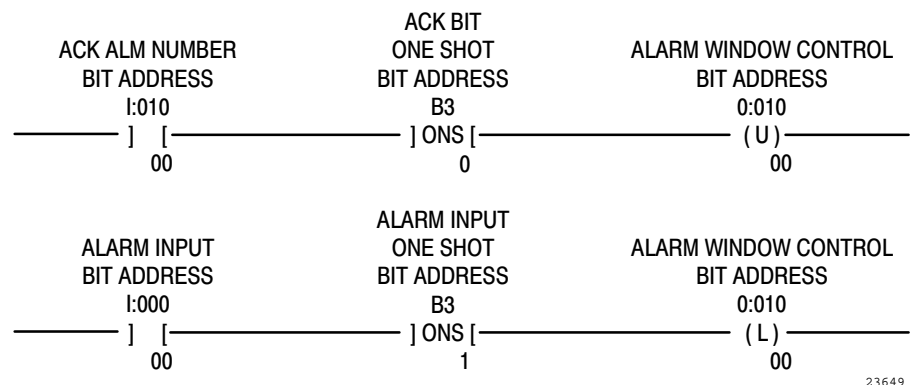 ACK BIT
ACK ALM NUMBER ONE SHOT ALARM WINDOW CONTROL
BIT ADDRESS BIT ADDRESS BIT ADDRESS
I:010 B3 0:010
] [ ] ONS [ ( U )
00 0 00
ALARM INPUT
ALARM INPUT ONE SHOT ALARM WINDOW CONTROL
BIT ADDRESS BIT ADDRESS BIT ADDRESS
I:000 B3 0:010
] [ ] ONS [ ( L )
00 1 00
23649